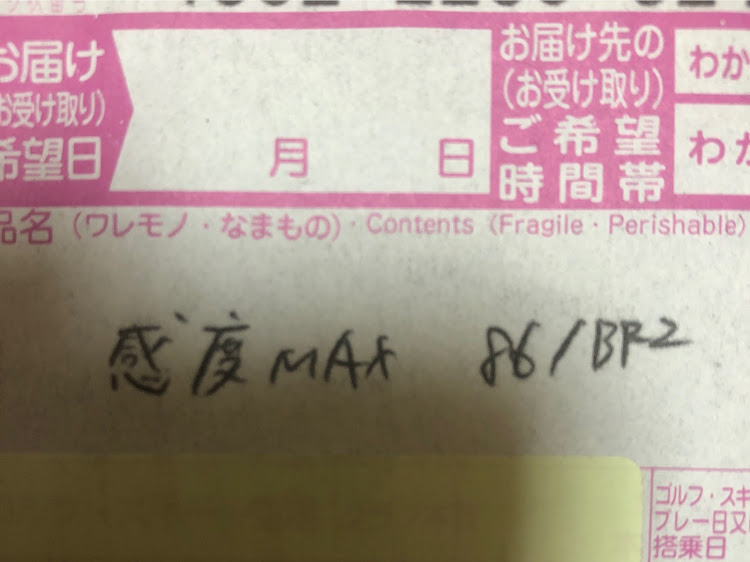 お届け
(お受け取り)
希望日
月 日
お届け先の
(お受け取り)
ご希望
時間帯
わか
わか
品名 (ワレモノ・なまもの)・Contents (Fragile・Perishable)
感度MAX 86/BRZ
ゴルフ・スキ
プレー日又は
搭乗日